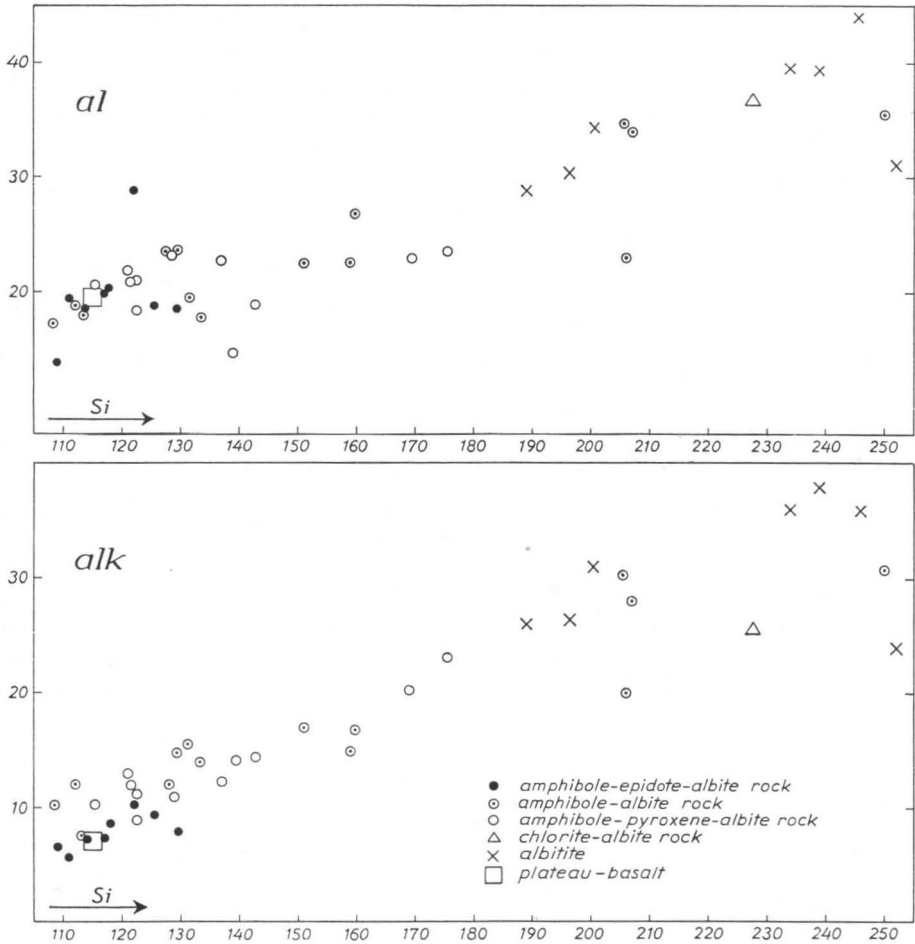 40
al
30
20
Si
110 120 130 140 150 160 170 180 190 200 210 220 230 240 250
alk
30
20
10
amphibole-epidote-albite rock
amphibole-albite rock
amphibole-pyroxene-albite rock
chlorite-albite rock
albitite
plateau-basalt
Si
110 120 130 140 150 160 170 180 190 200 210 220 230 240 250